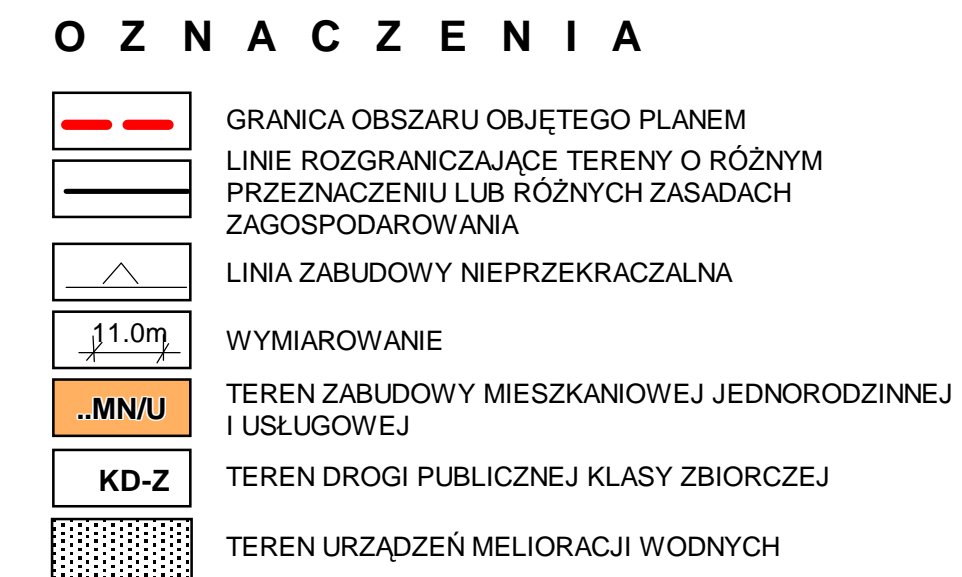 O Z N A C Z E N I A
GRANICA OBSZARU OBJĘTEGO PLANEM
LINIE ROZGRANICZAJĄCE TERENY O RÓŻNYM
PRZEZNACZENIU LUB RÓŻNYCH ZASADACH
ZAGOSPODAROWANIA
LINIA ZABUDOWY NIEPRZEKRACZALNA
11.0m WYMIAROWANIE
..MN/U TEREN ZABUDOWY MIESZKANIOWEJ JEDNORODZINNEJ
I USŁUGOWEJ
KD-Z TEREN DROGI PUBLICZNEJ KLASY ZBIORCZEJ
TEREN URZĄDZEŃ MELIORACJI WODNYCH